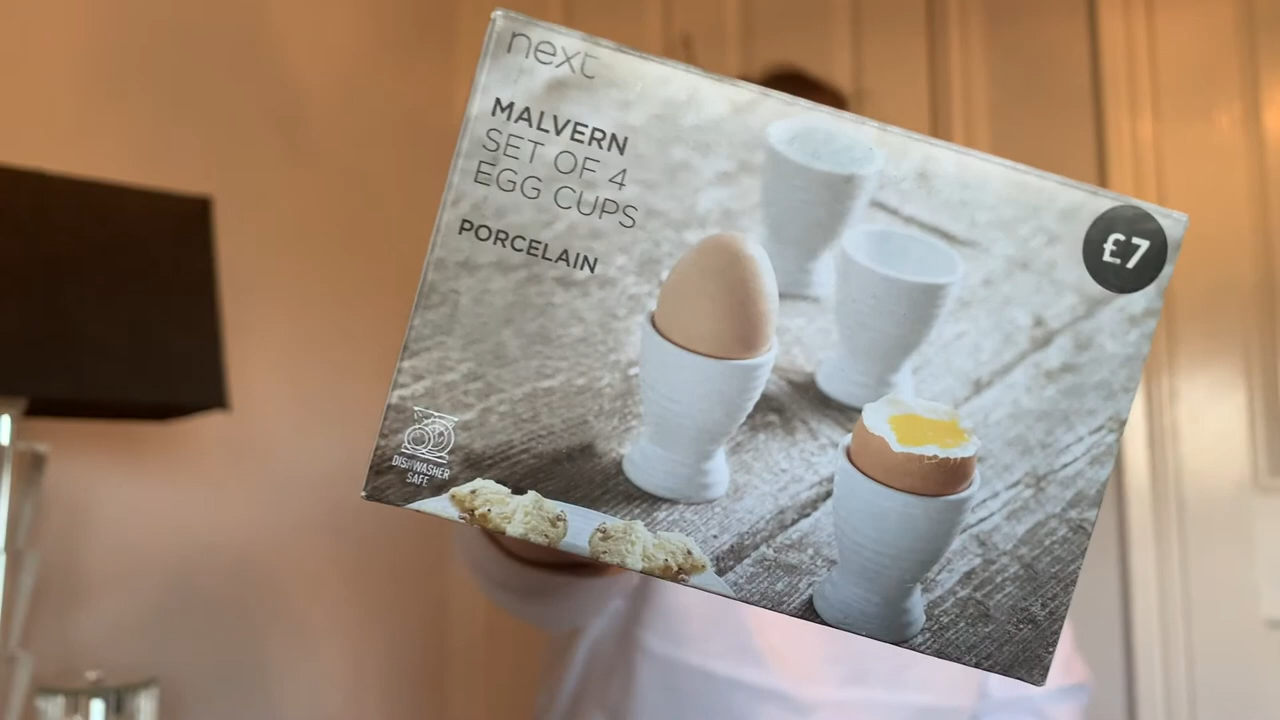 next
MALVERN
SET OF 4
EGG CUPS
PORCELAIN
£7
DISHWASHER
SAFE